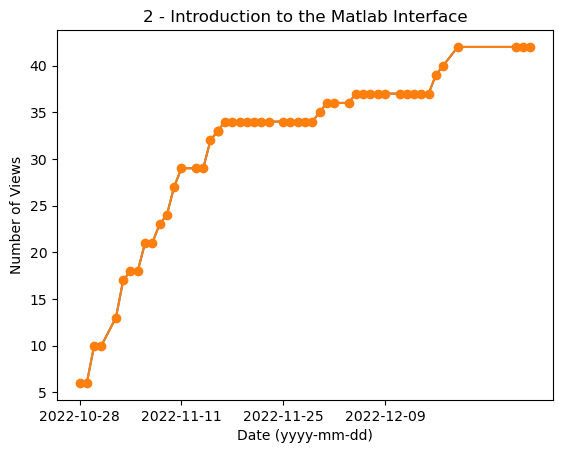 2 - Introduction to the Matlab Interface
Number of Views
40
35
30
25
20
15
10
5
2022-10-28 2022-11-11 2022-11-25 2022-12-09
Date (yyyy-mm-dd)